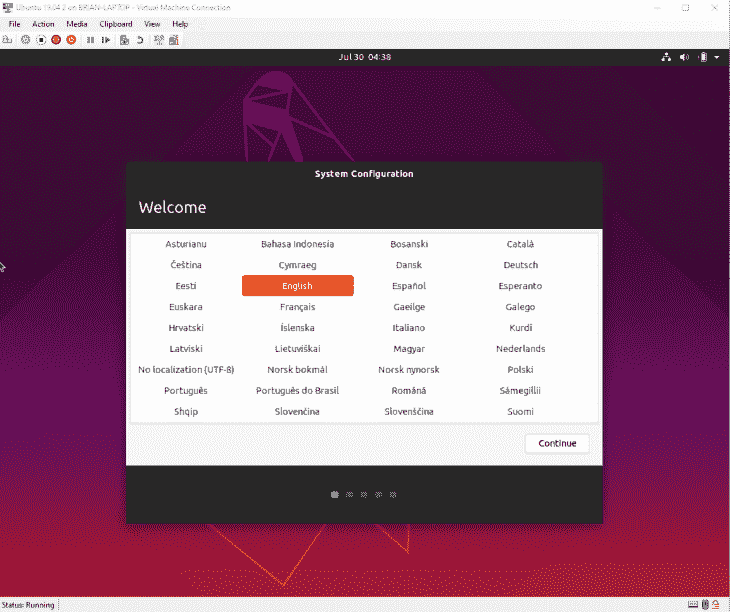 Ubuntu 19.04 2 on BRIAN-LAPTOP - Virtual Machine Connection
File Action Media Clipboard View Help
Jul 30 04:38
System Configuration
Welcome
Asturianu Bahasa Indonesia Bosanski Català
Čeština Cymraeg Dansk Deutsch
Eesti English Español Esperanto
Euskara Français Gaeilge Galego
Hrvatski Íslenska Italiano Kurdî
Latviski Lietuviškai Magyar Nederlands
No localization (UTF-8) Norsk bokmål Norsk nynorsk Polski
Português Português do Brasil Română Sámegillii
Shqip Slovenčina Slovenščina Suomi
Continue
Status: Running